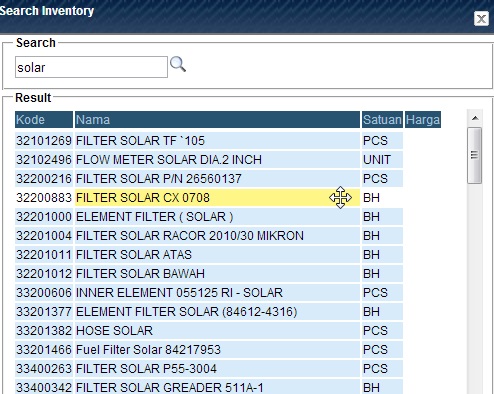 Search Inventory
Search
solar
Result
Kode Nama Satuan Harga
32101269 FILTER SOLAR TF `105 PCS
32102496 FLOW METER SOLAR DIA.2 INCH UNIT
32200216 FILTER SOLAR P/N 26560137 PCS
32200883 FILTER SOLAR CX 0708 BH
32201000 ELEMENT FILTER ( SOLAR ) BH
32201004 FILTER SOLAR RACOR 2010/30 MIKRON BH
32201011 FILTER SOLAR ATAS BH
32201012 FILTER SOLAR BAWAH BH
33200606 INNER ELEMENT 055125 RI - SOLAR PCS
33201377 ELEMENT FILTER SOLAR (84612-4316) BH
33201382 HOSE SOLAR PCS
33201466 Fuel Filter Solar 84217953 PCS
33400263 FILTER SOLAR P55-3004 PCS
33400342 FILTER SOLAR GREADER 511A-1 BH